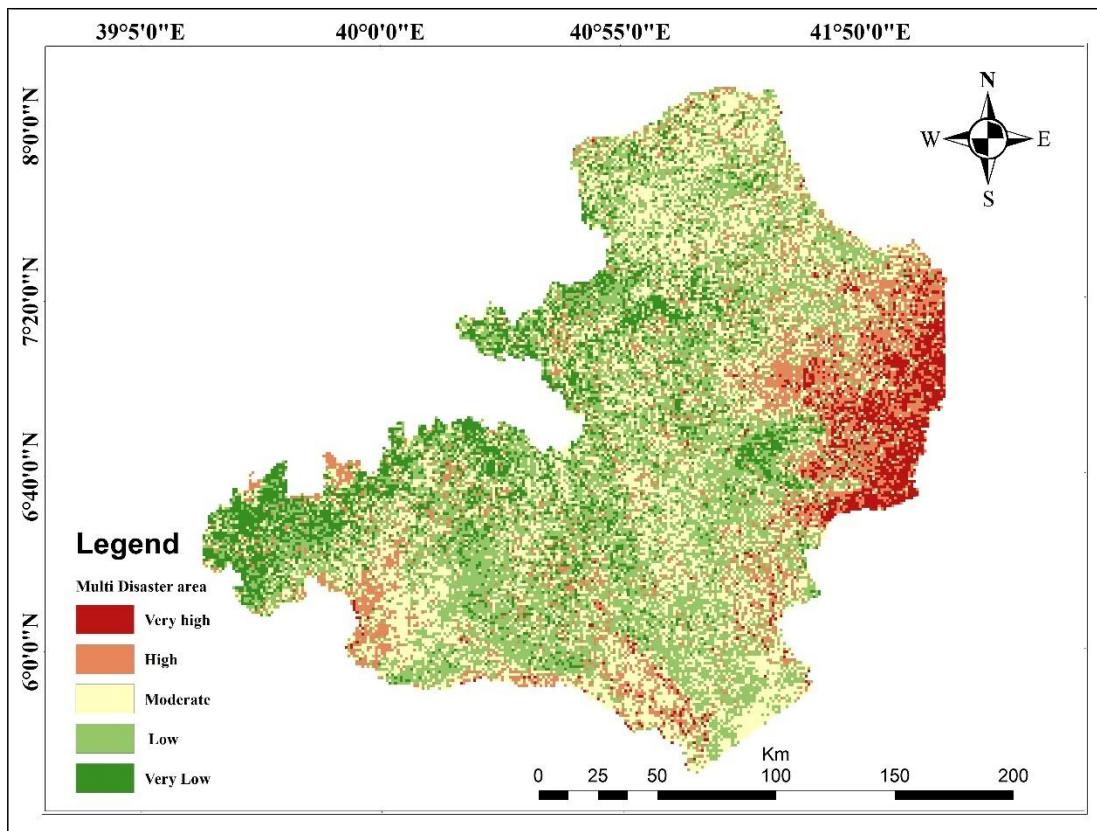 39°5'0"E 40°0'0"E 40°55'0"E 41°50'0"E
8°0'0"N
7°20'0"N
6°40'0"N
6°0'0"N
N
W E
S
Legend
Multi Disaster area
Very high
High
Moderate
Low
Very Low
Km
0 25 50 100 150 200